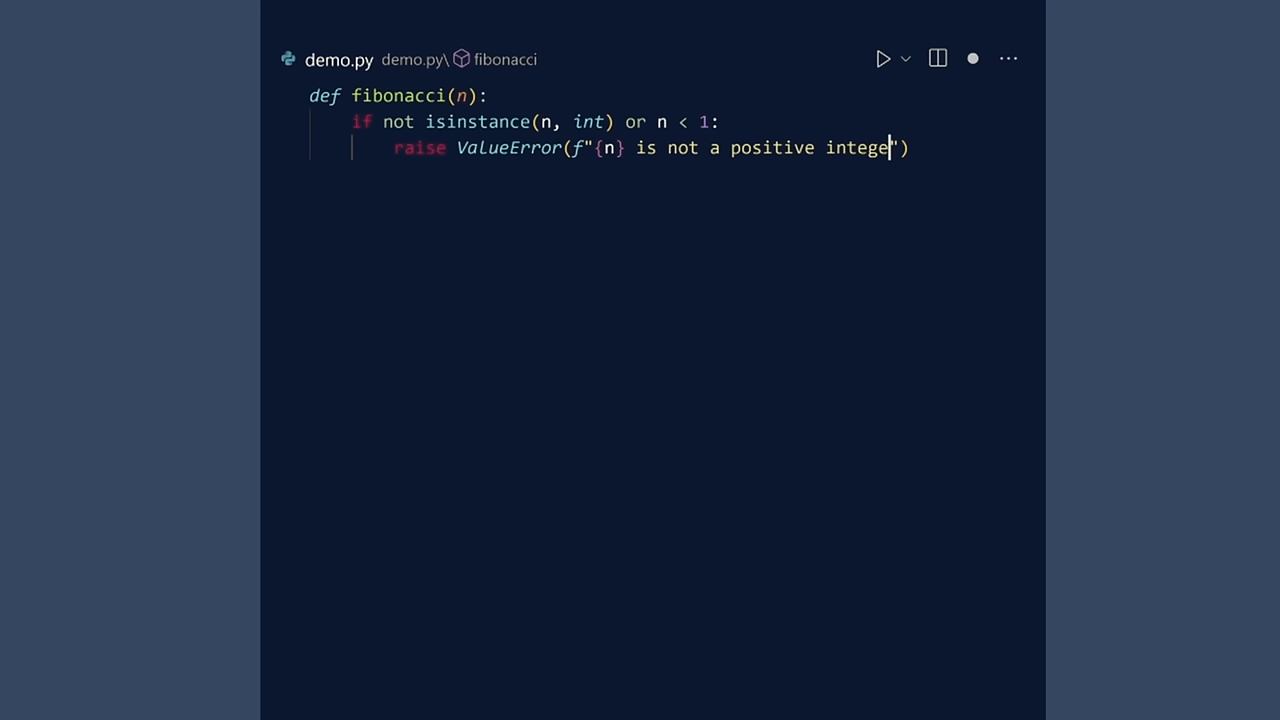 demo.py demo.py\ fibonacci
def fibonacci(n):
    if not isinstance(n, int) or n < 1:
        raise ValueError(f"{n} is not a positive intege")